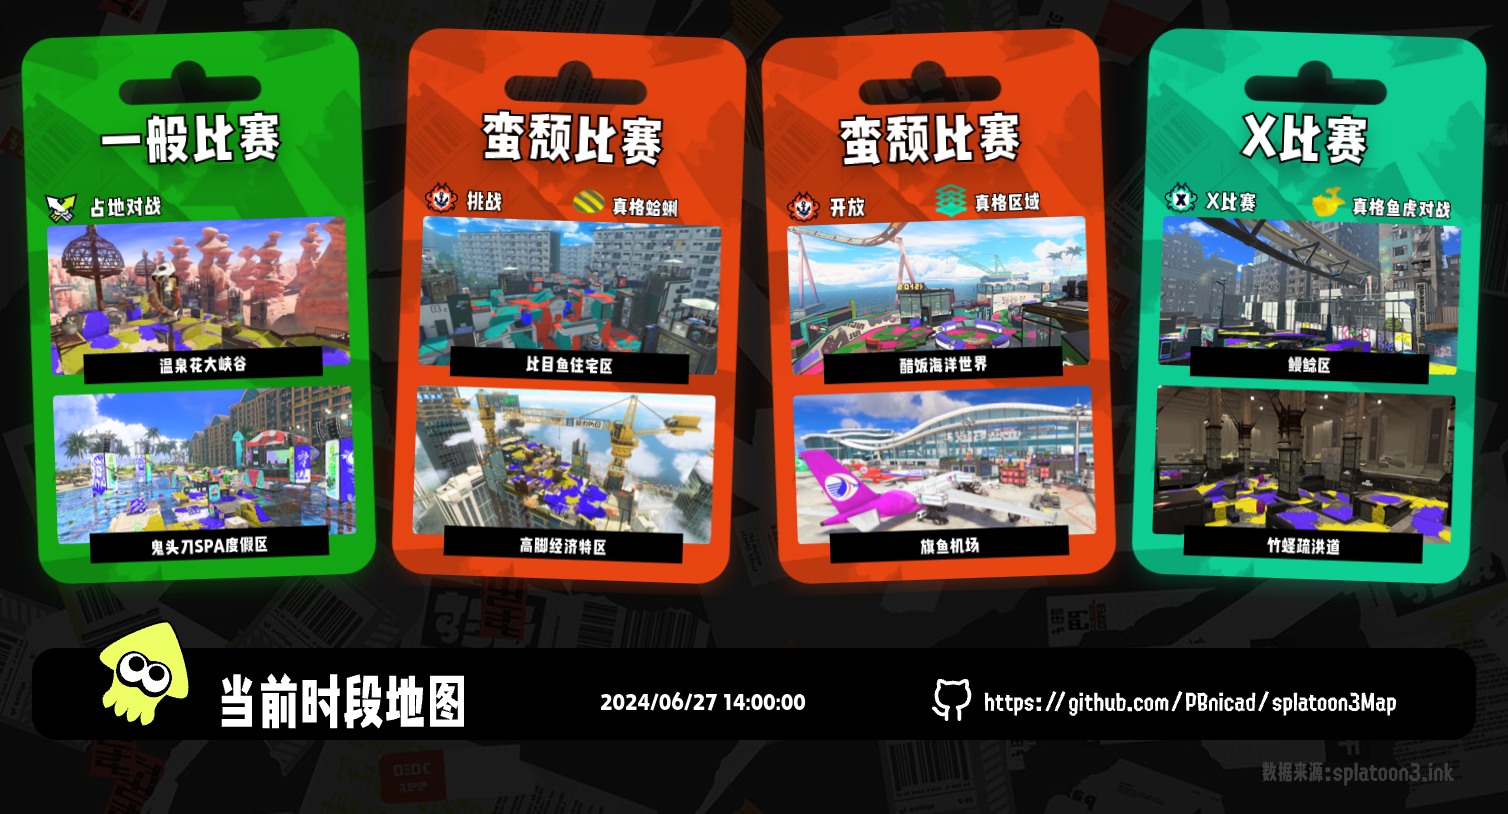 一般比赛
占地对战
温泉花大峡谷
鬼头刀SPA度假区
蛮颓比赛
挑战
真格蛤蜊
比目鱼住宅区
高脚经济特区
蛮颓比赛
开放
真格区域
醋饭海洋世界
旗鱼机场
X比赛
X比赛
真格鱼虎对战
鳗鲶区
竹蛏疏洪道
当前时段地图
2024/06/27 14:00:00
https://github.com/PBnicad/splatoon3Map
数据来源:splatoon3.ink